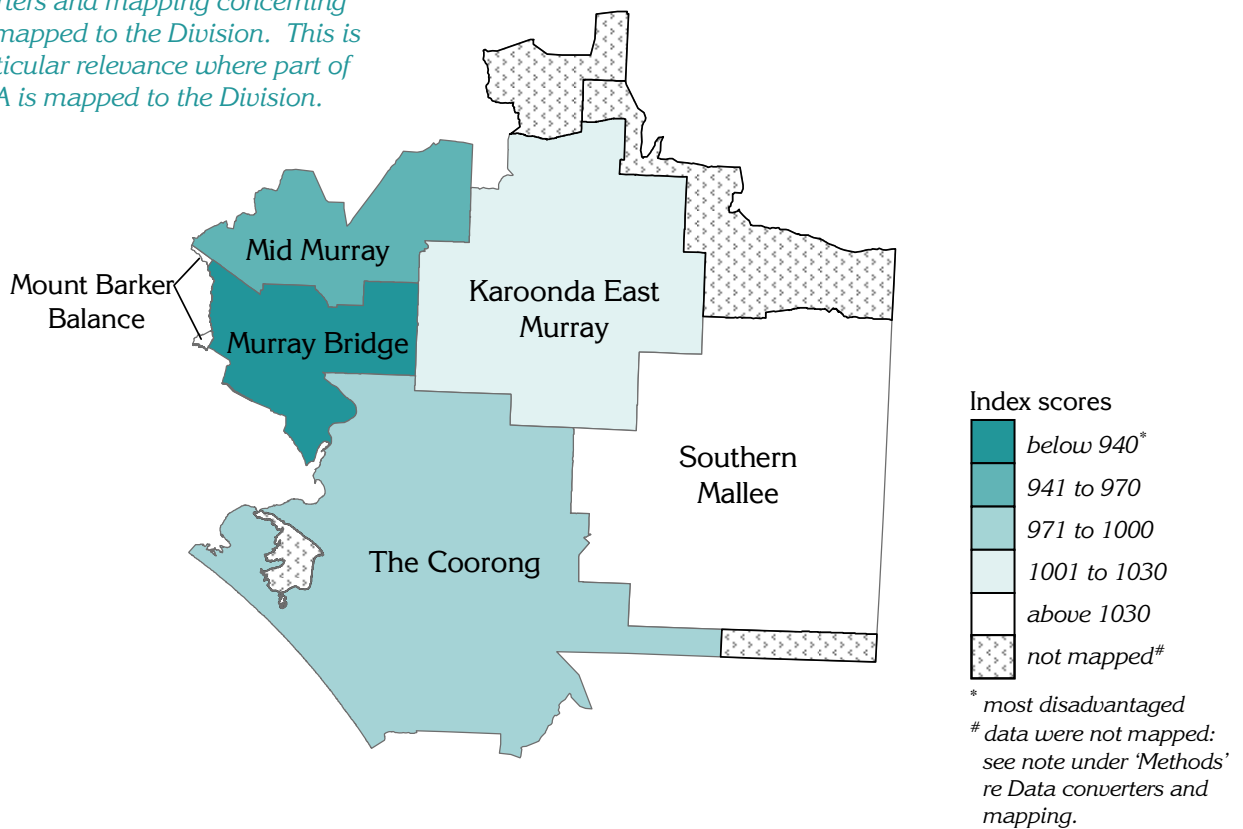 and mapping concerning
mapped to the Division. This is
relevance where part of
is mapped to the Division.
Mid Murray
Mount Barker
Balance
Karoonda East
Murray
Murray Bridge
Southern
Mallee
The Coorong
Index scores
below 940*
941 to 970
971 to 1000
1001 to 1030
above 1030
not mapped#
* most disadvantaged
# data were not mapped:
see note under ‘Methods’
re Data converters and
mapping.